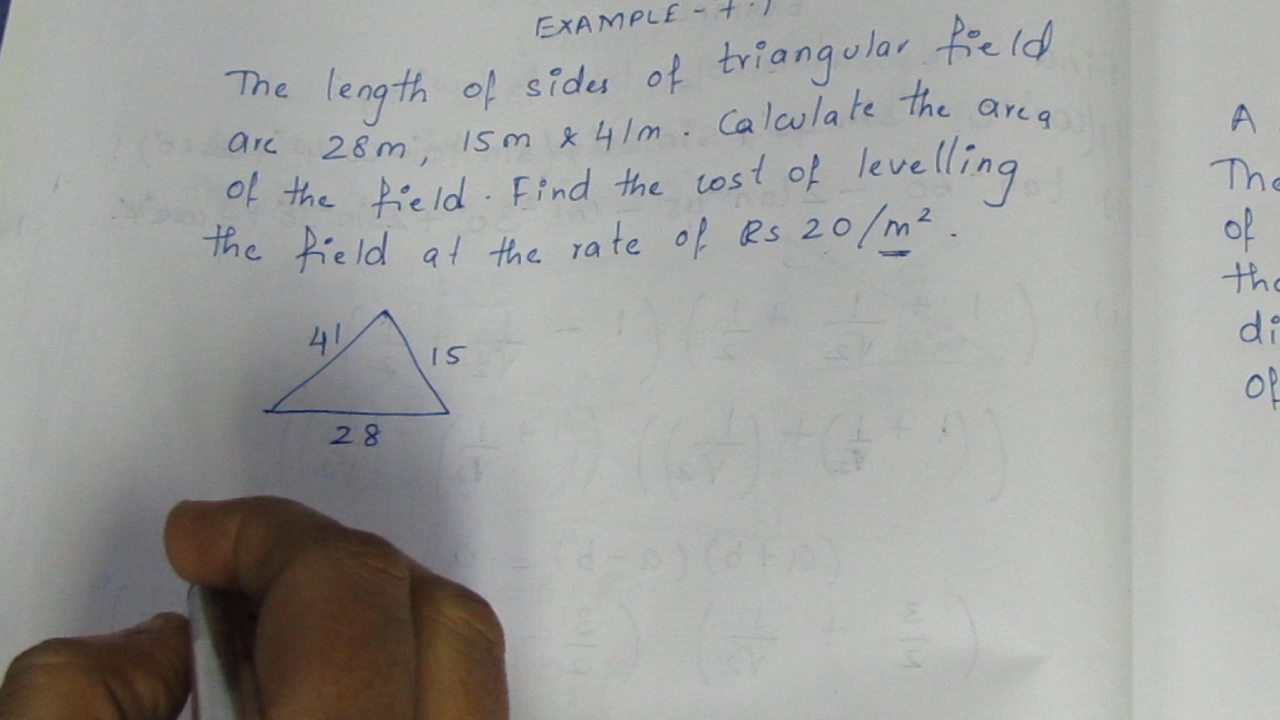 EXAMPLE -
The length of sides of triangular field
are 28m, 15m & 41m. Calculate the area
of the field. Find the cost of levelling
the field at the rate of Rs 20/m².
41
15
28
A
The
of
the
di
Of